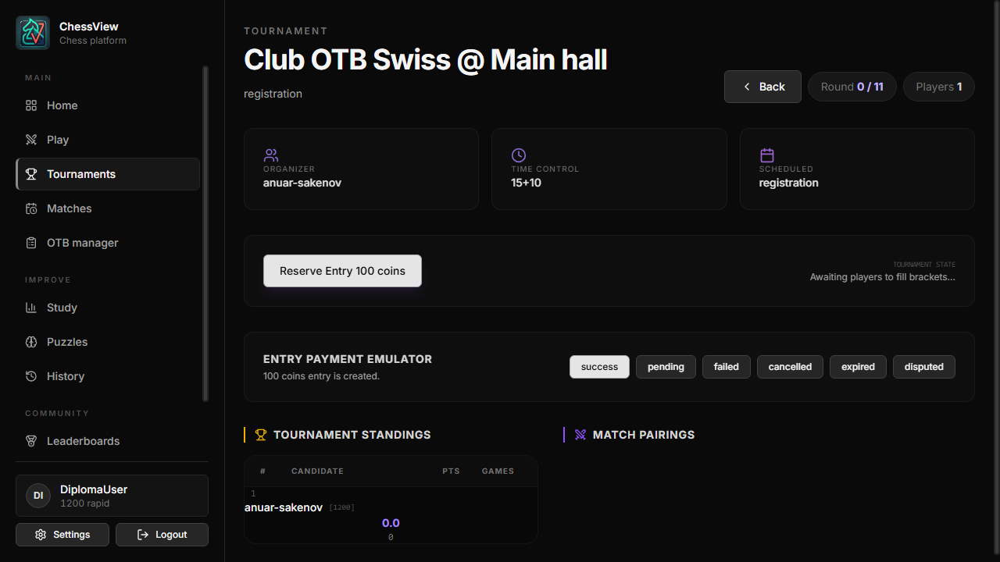 ChessView
Chess platform
MAIN
Home
Play
Tournaments
Matches
OTB manager
IMPROVE
Study
Puzzles
History
COMMUNITY
Leaderboards
DI
DiplomaUser
1200 rapid
Settings
Logout
TOURNAMENT
Club OTB Swiss @ Main hall
registration
Back
Round 0 / 11
Players 1
ORGANIZER
anuar-sakenov
TIME CONTROL
15+10
SCHEDULED
registration
Reserve Entry 100 coins
TOURNAMENT STATE
Awaiting players to fill brackets...
ENTRY PAYMENT EMULATOR
100 coins entry is created.
success
pending
failed
cancelled
expired
disputed
TOURNAMENT STANDINGS
# CANDIDATE PTS GAMES
1
anuar-sakenov [1200]
0.0
0
MATCH PAIRINGS